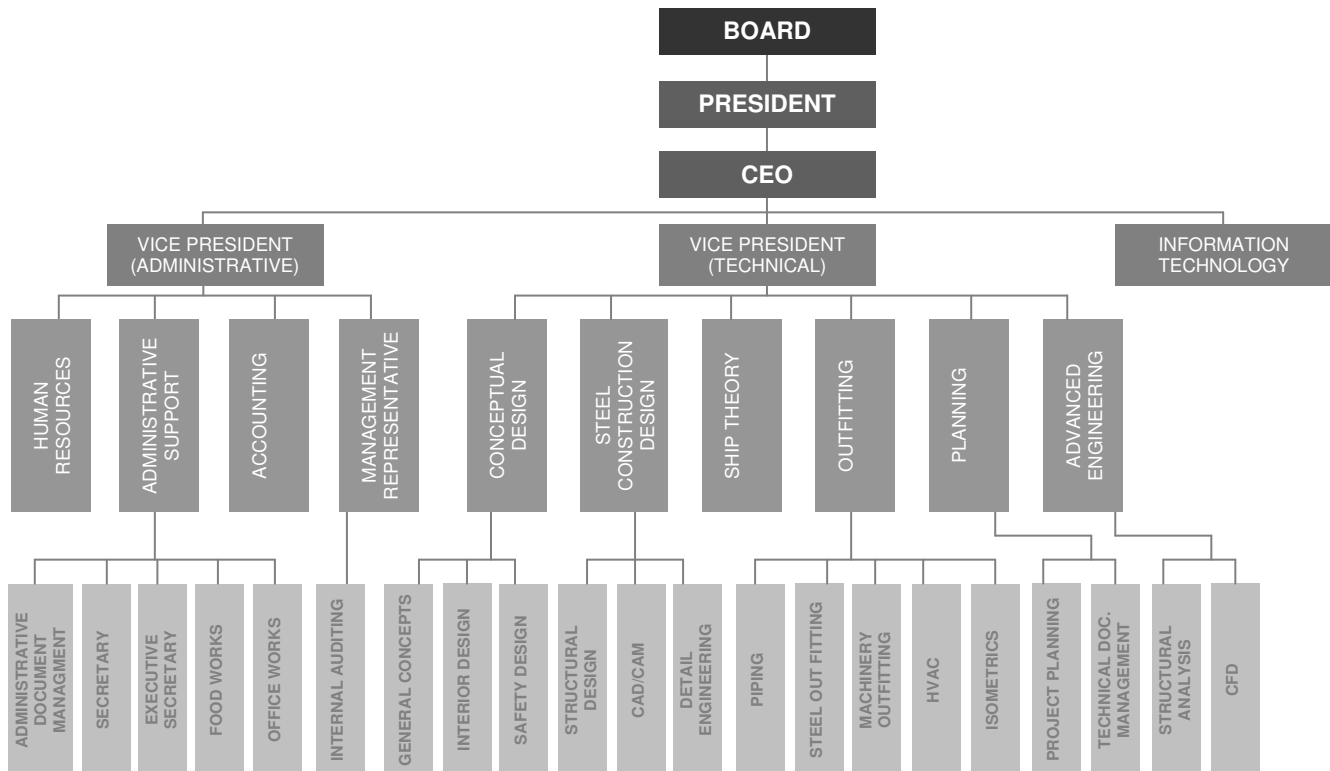 BOARD
PRESIDENT
CEO
VICE PRESIDENT
(ADMINISTRATIVE)
VICE PRESIDENT
(TECHNICAL)
INFORMATION
TECHNOLOGY
HUMAN
RESOURCES
ADMINISTRATIVE
SUPPORT
ACCOUNTING
MANAGEMENT
REPRESENTATIVE
CONCEPTUAL
DESIGN
STEEL
CONSTRUCTION
DESIGN
SHIP THEORY
OUTFITTING
PLANNING
ADVANCED
ENGINEERING
ADMINISTRATIVE
DOCUMENT
MANAGMENT
SECRETARY
EXECUTIVE
SECRETARY
FOOD WORKS
OFFICE WORKS
INTERNAL AUDITING
GENERAL CONCEPTS
INTERIOR DESIGN
SAFETY DESIGN
STRUCTURAL
DESIGN
CAD/CAM
DETAIL
ENGINEERING
PIPING
STEEL OUT FITTING
MACHINERY
OUTFITTING
HVAC
ISOMETRICS
PROJECT PLANNING
TECHNICAL DOC.
MANAGEMENT
STRUCTURAL
ANALYSIS
CFD